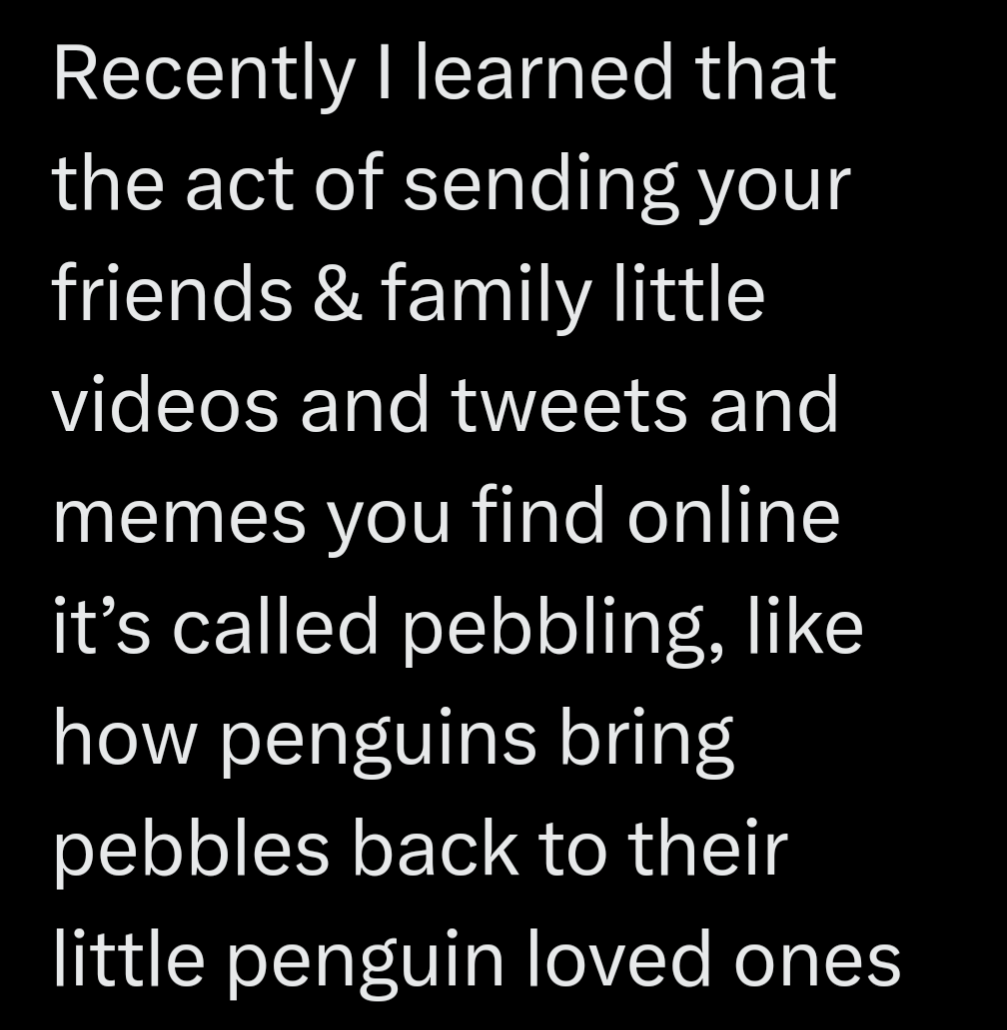 Recently I learned that
the act of sending your
friends & family little
videos and tweets and
memes you find online
it’s called pebbling, like
how penguins bring
pebbles back to their
little penguin loved ones